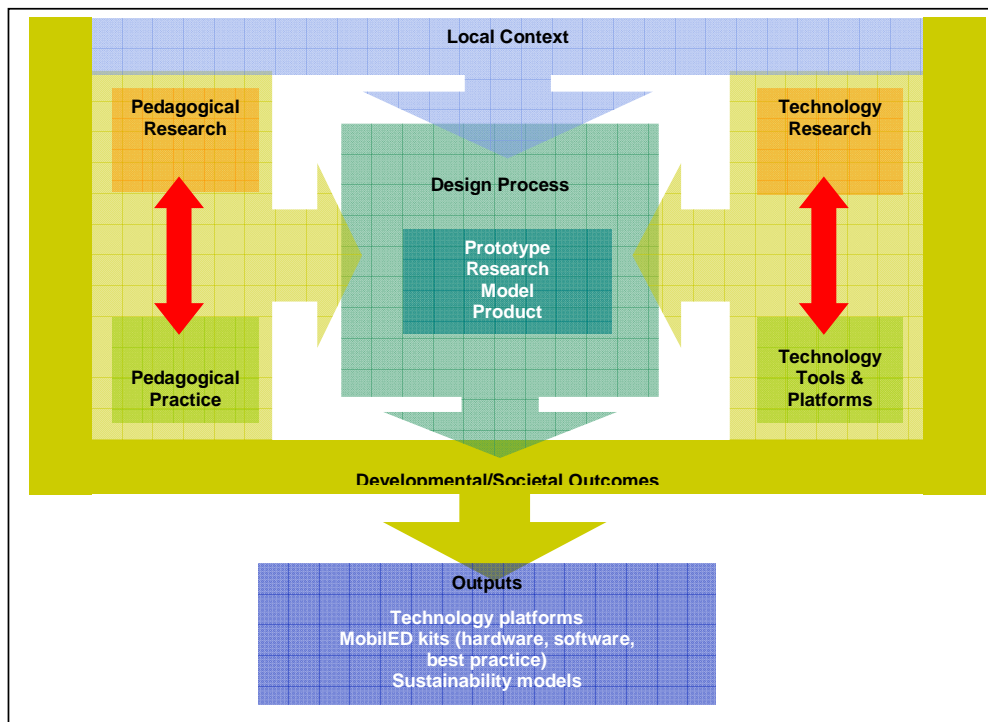 Local Context
Pedagogical
Research
Technology
Research
Design Process
Prototype
Research
Model
Product
Pedagogical
Practice
Technology
Tools &
Platforms
Developmental/Societal Outcomes
Outputs
Technology platforms
MobilED kits (hardware, software,
best practice)
Sustainability models